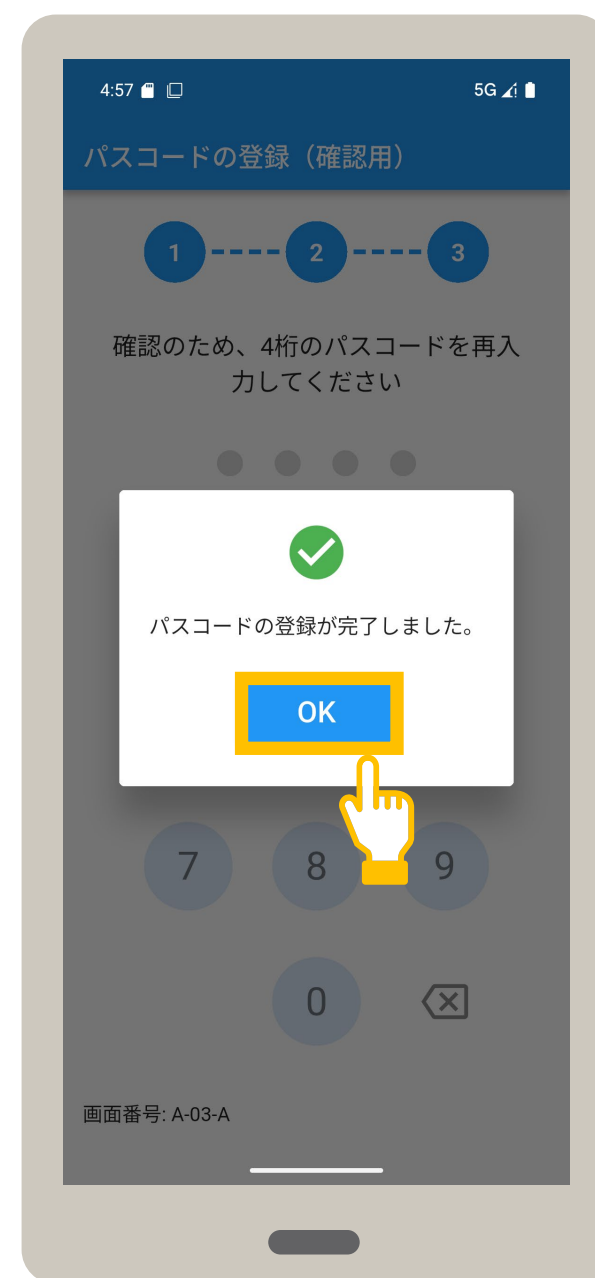 4:57 5G
パスコードの登録（確認用）
1 2 3
確認のため、4桁のパスコードを再入
力してください
パスコードの登録が完了しました。
OK
7 8 9
0
画面番号: A-03-A